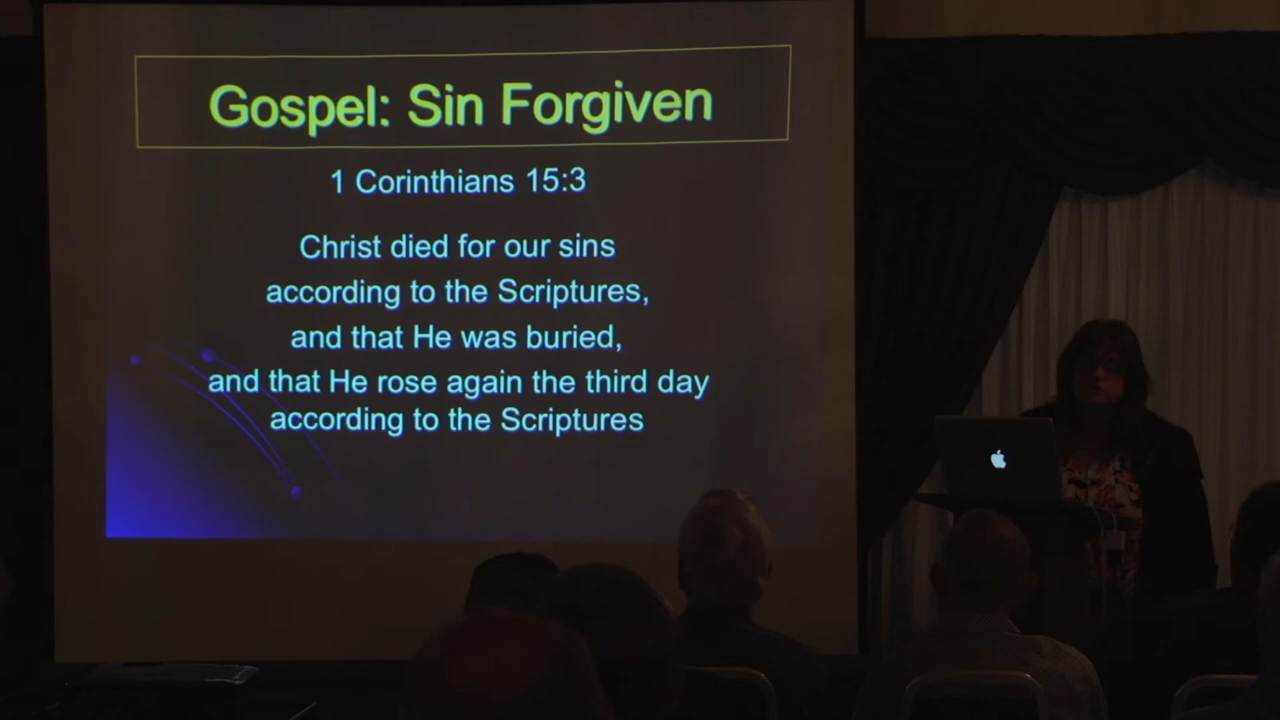 Gospel: Sin Forgiven
1 Corinthians 15:3
Christ died for our sins
according to the Scriptures,
and that He was buried,
and that He rose again the third day
according to the Scriptures